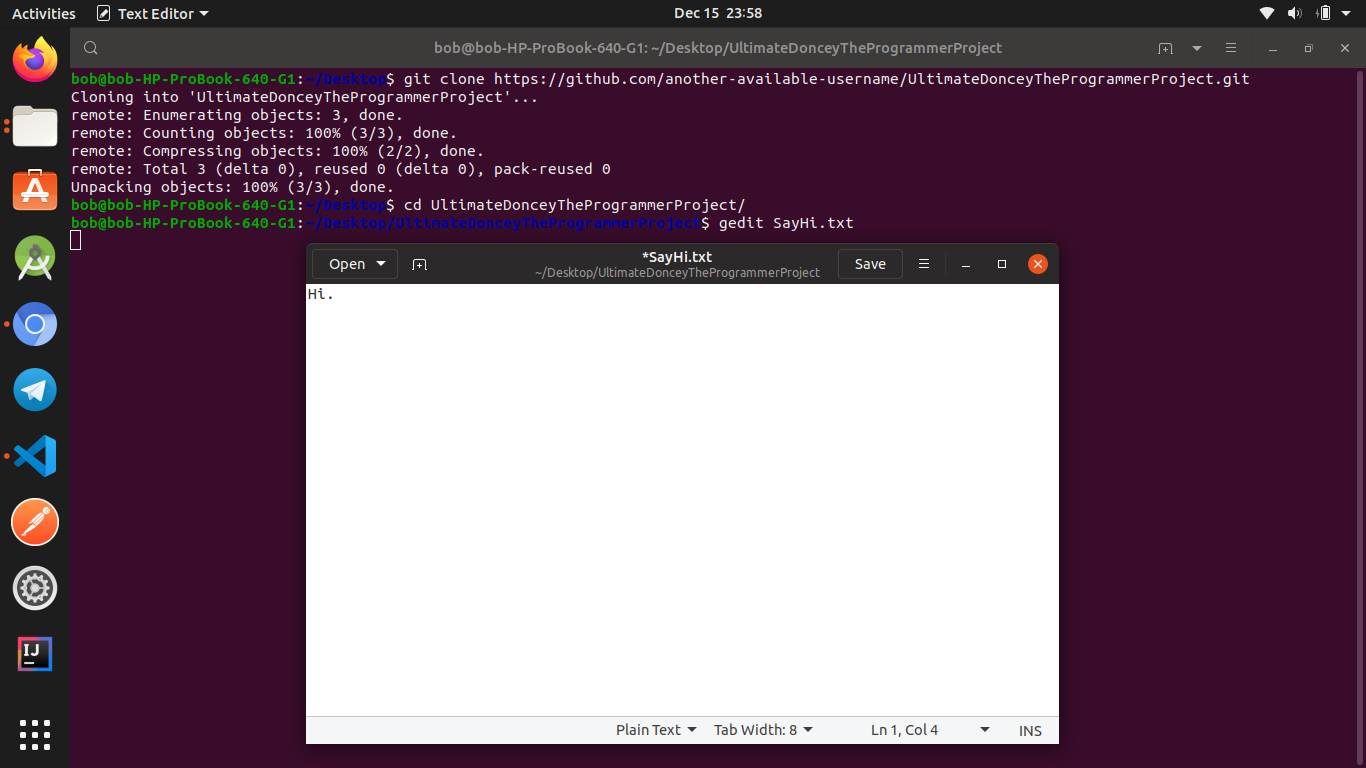 Activities Text Editor Dec 15 23:58
bob@bob-HP-ProBook-640-G1: ~/Desktop/UltimateDonceyTheProgrammerProject
bob@bob-HP-ProBook-640-G1:~/Desktop$ git clone https://github.com/another-available-username/UltimateDonceyTheProgrammerProject.git
Cloning into 'UltimateDonceyTheProgrammerProject'...
remote: Enumerating objects: 3, done.
remote: Counting objects: 100% (3/3), done.
remote: Compressing objects: 100% (2/2), done.
remote: Total 3 (delta 0), reused 0 (delta 0), pack-reused 0
Unpacking objects: 100% (3/3), done.
bob@bob-HP-ProBook-640-G1:~/Desktop$ cd UltimateDonceyTheProgrammerProject/
bob@bob-HP-ProBook-640-G1:~/Desktop/UltimateDonceyTheProgrammerProject$ gedit SayHi.txt
Open *SayHi.txt Save
~/Desktop/UltimateDonceyTheProgrammerProject
Hi.
IJ
Plain Text Tab Width: 8 Ln 1, Col 4 INS